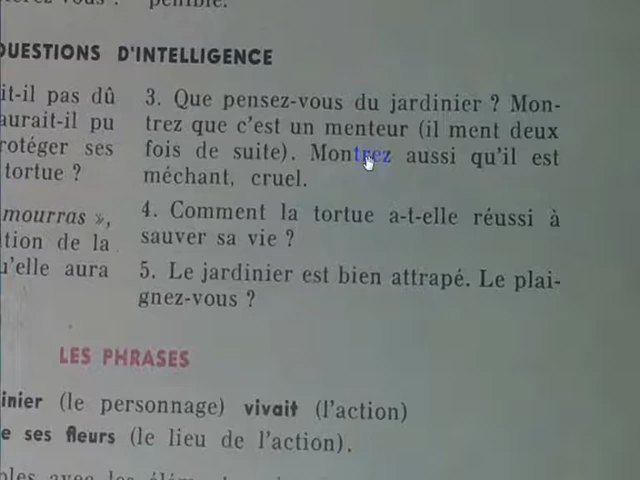 pénible.
QUESTIONS D'INTELLIGENCE
it-il pas dû
aurait-il pu
rotéger ses
tortue ?
mourras »,
tion de la
u'elle aura
3. Que pensez-vous du jardinier ? Mon-
trez que c'est un menteur (il ment deux
fois de suite). Montrez aussi qu'il est
méchant, cruel.
4. Comment la tortue a-t-elle réussi à
sauver sa vie ?
5. Le jardinier est bien attrapé. Le plai-
gnez-vous ?
LES PHRASES
inier (le personnage) vivait (l'action)
e ses fleurs (le lieu de l'action).